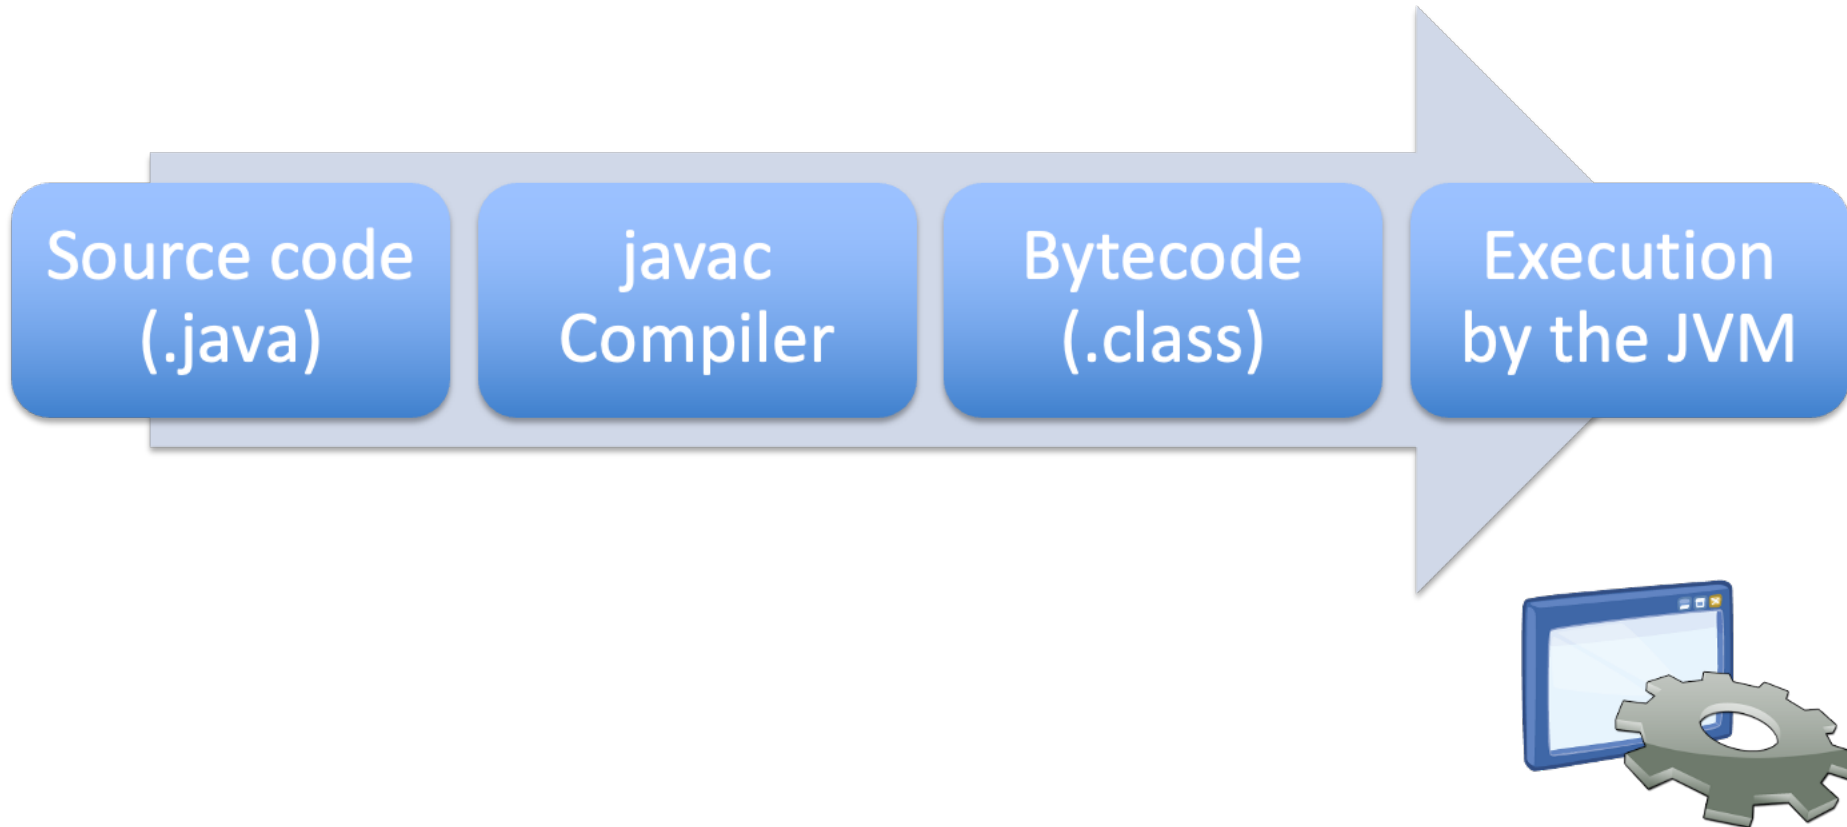 Source code
(.java)
javac
Compiler
Bytecode
(.class)
Execution
by the JVM